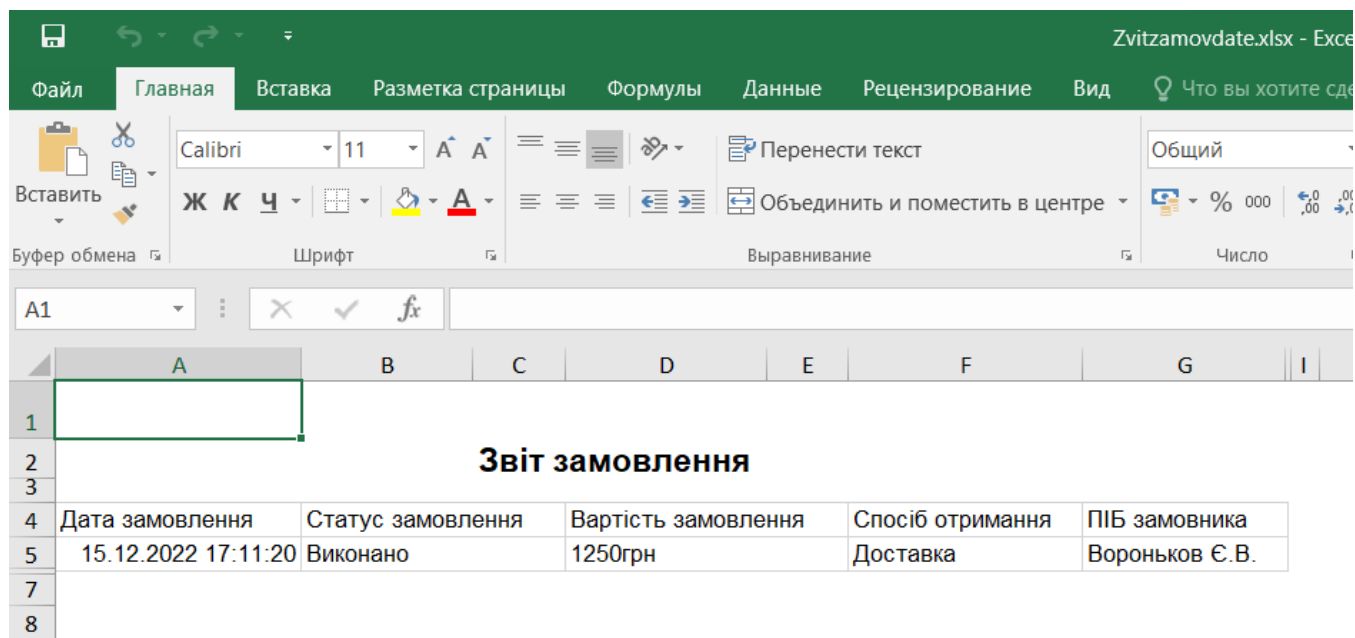 Zvitzamovdate.xlsx - Exce
Файл Главная Вставка Разметка страницы Формулы Данные Рецензирование Вид Что вы хотите сде
Calibri 11 А А Перенести текст Общий
Вставить Ж К Ч А Объединить и поместить в центре % 000 ,00
Буфер обмена Шрифт Выравнивание Число
A1 fx
A B C D E F G I
1
2 Звіт замовлення
3
4 Дата замовлення Статус замовлення Вартість замовлення Спосіб отримання ПІБ замовника
5 15.12.2022 17:11:20 Виконано 1250грн Доставка Вороньков Є.В.
7
8